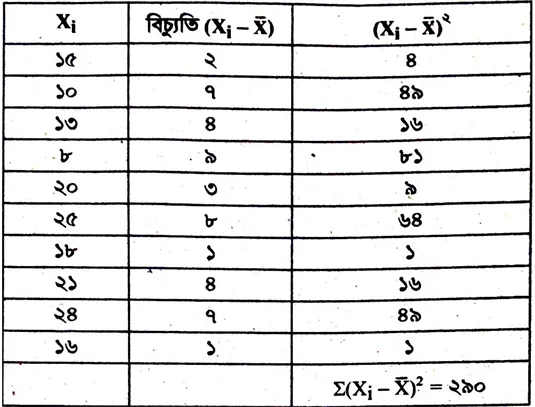 Xi বিচ্যুতি (Xi – X̄) (Xi – X̄)²
১৫ ২ ৪
১০ ৭ ৪৯
১৩ ৪ ১৬
৮ ৯ ৮১
২০ ৩ ৯
২৫ ৮ ৬৪
১৮ ১ ১
২১ ৪ ১৬
২৪ ৭ ৪৯
১৬ ১ ১
Σ(Xi – X̄)² = ২৯০